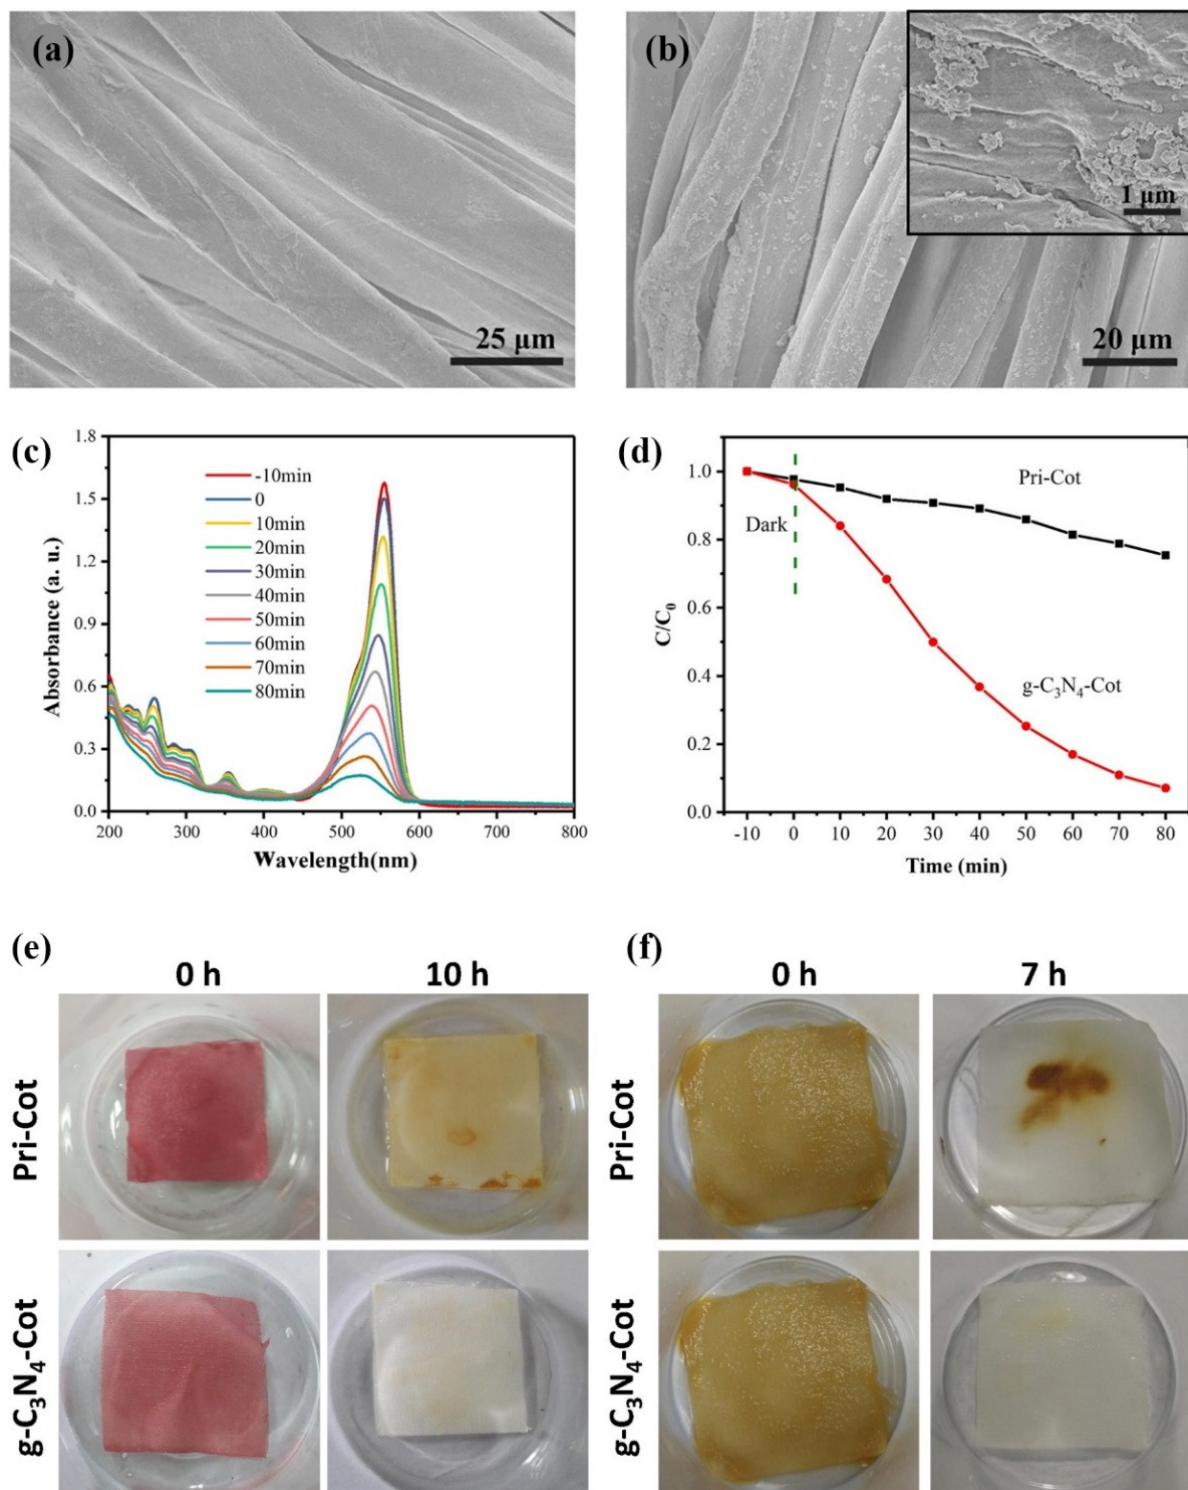 (a)
25 μm
(b)
1 μm
20 μm
(c)
1.8
1.5
1.2
0.9
0.6
0.3
0.0
Absorbance (a. u.)
-10min
0
10min
20min
30min
40min
50min
60min
70min
80min
200 300 400 500 600 700 800
Wavelength(nm)
(d)
1.0
0.8
0.6
0.4
0.2
0.0
C/C₀
Dark
Pri-Cot
g-C₃N₄-Cot
-10 0 10 20 30 40 50 60 70 80
Time (min)
(e)
0 h 10 h
Pri-Cot
g-C₃N₄-Cot
(f)
0 h 7 h
Pri-Cot
g-C₃N₄-Cot